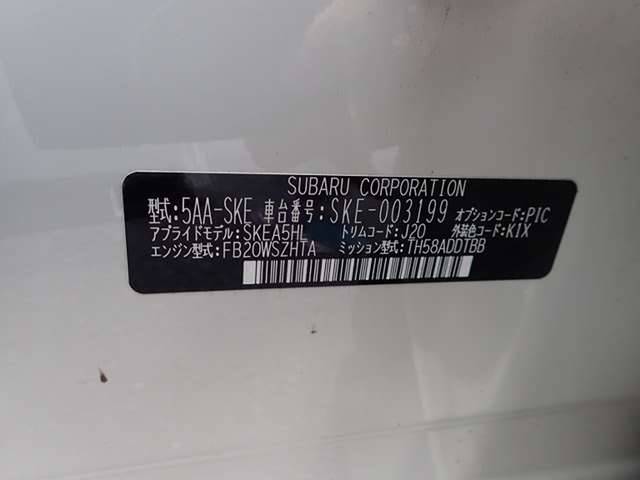 SUBARU CORPORATION
型式:5AA-SKE 車台番号:SKE-003199 オプションコード:P1C
アプライドモデル:SKEA5HL トリムコード:J20 外装色コード:K1X
エンジン型式:FB20WSZHTA ミッション型式:TH58ADDTBB